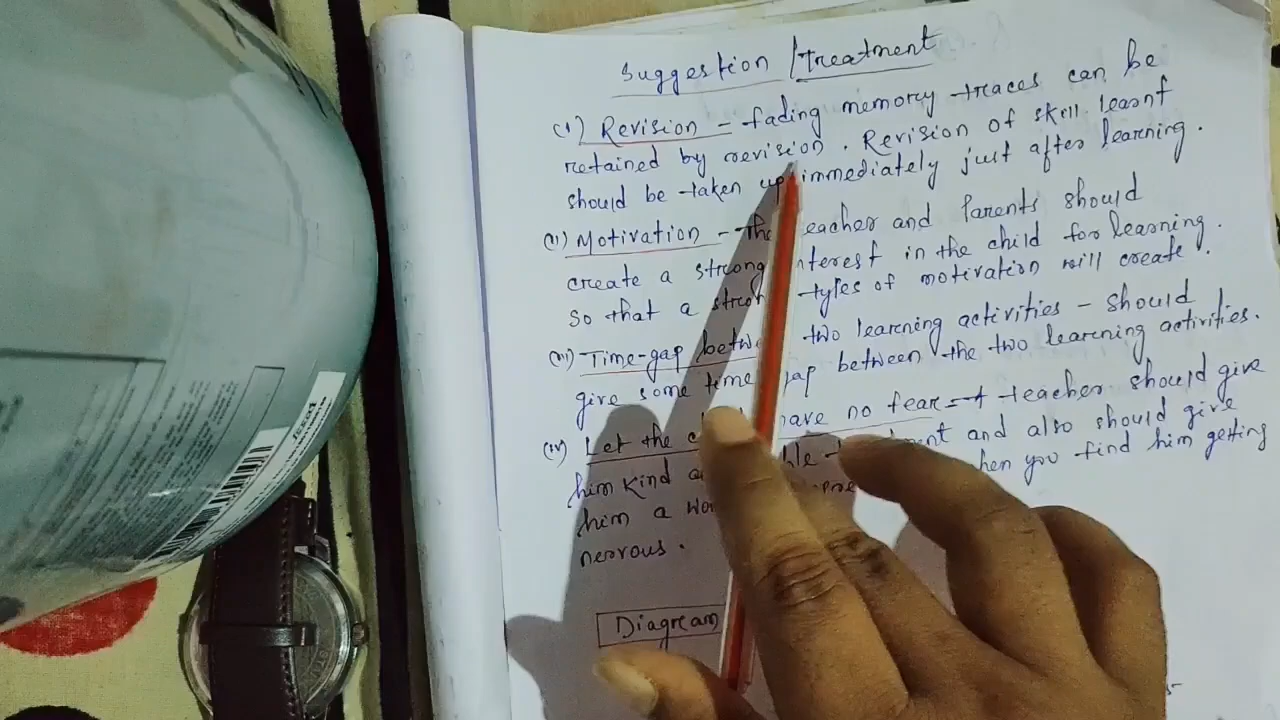 Suggestion / Treatment
(i) Revision - fading memory traces can be
retained by revision. Revision of skill learnt
should be taken up immediately just after learning.
(ii) Motivation - The teacher and Parents should
create a strong interest in the child for learning.
So that a strong types of motivation will create.
(iii) Time-gap between two learning activities - should
give some time gap between the two learning activities.
(iv) Let the have no fear - teacher should give
him kind and also should give
him a when you find him getting
nervous.
Diagram